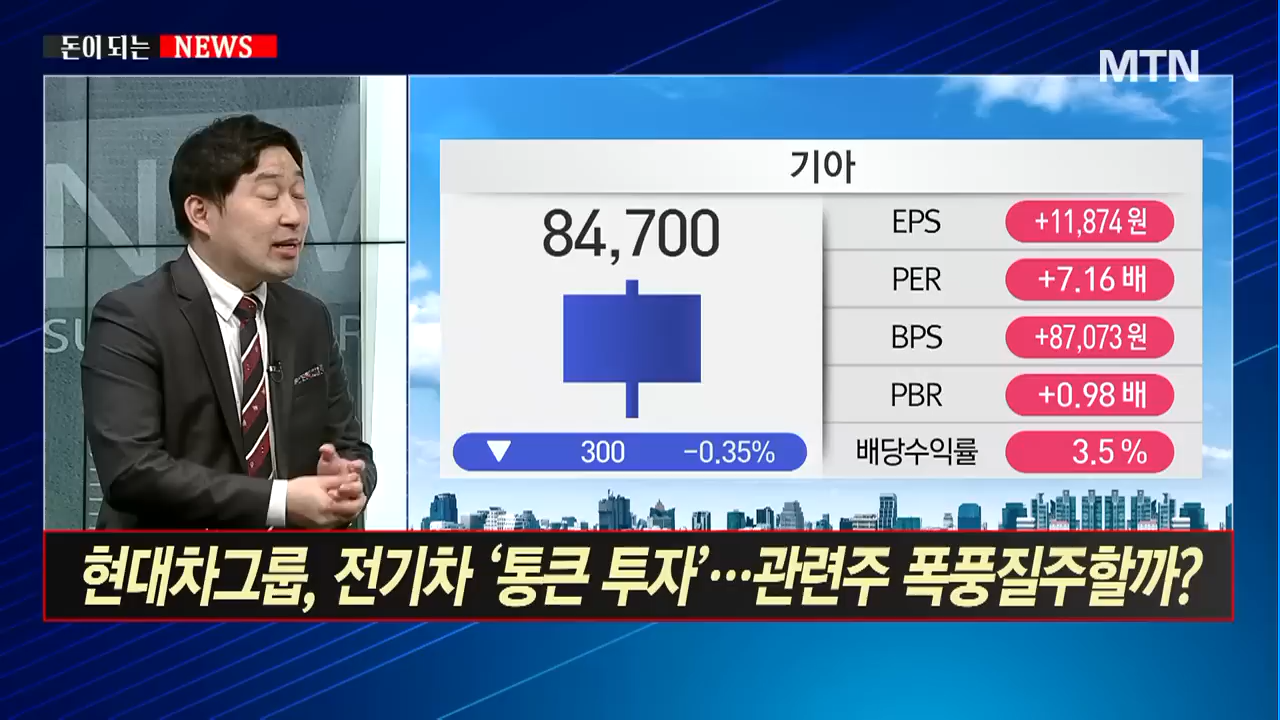 돈이 되는 NEWS
MTN
기아
84,700
▼ 300 -0.35%
EPS +11,874 원
PER +7.16 배
BPS +87,073 원
PBR +0.98 배
배당수익률 3.5 %
현대차그룹, 전기차 ‘통큰 투자’…관련주 폭풍질주할까?